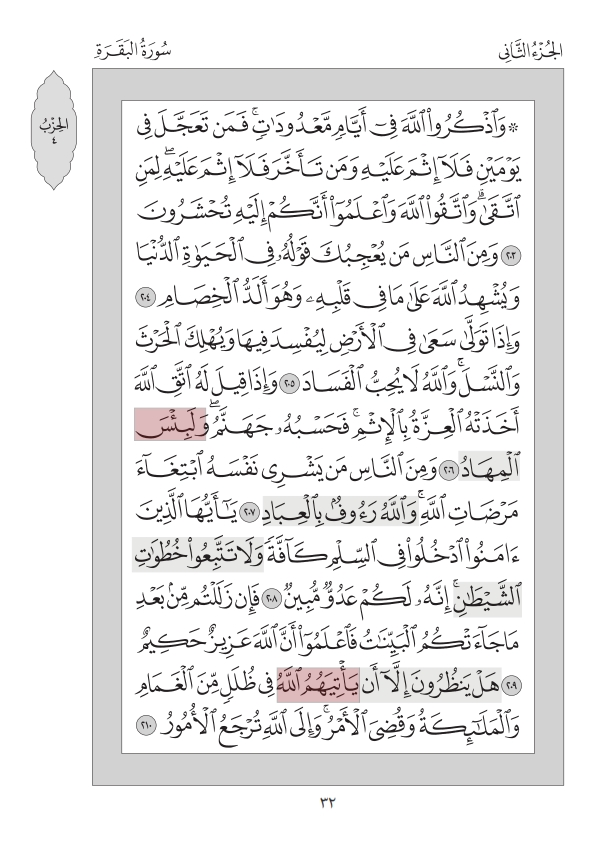 الجُزْءُ الثَّانِي
سُورَةُ البَقَرَةِ
الحِزْبُ
٤
۞ وَٱذْكُرُوا۟ ٱللَّهَ فِىٓ أَيَّامٍ مَّعْدُودَٰتٍ ۚ فَمَن تَعَجَّلَ فِى
يَوْمَيْنِ فَلَآ إِثْمَ عَلَيْهِ وَمَن تَأَخَّرَ فَلَآ إِثْمَ عَلَيْهِ ۖ لِمَنِ
ٱتَّقَىٰ ۗ وَٱتَّقُوا۟ ٱللَّهَ وَٱعْلَمُوٓا۟ أَنَّكُمْ إِلَيْهِ تُحْشَرُونَ
٢٠٣ وَمِنَ ٱلنَّاسِ مَن يُعْجِبُكَ قَوْلُهُۥ فِى ٱلْحَيَوٰةِ ٱلدُّنْيَا
وَيُشْهِدُ ٱللَّهَ عَلَىٰ مَا فِى قَلْبِهِۦ وَهُوَ أَلَدُّ ٱلْخِصَامِ ٢٠٤
وَإِذَا تَوَلَّىٰ سَعَىٰ فِى ٱلْأَرْضِ لِيُفْسِدَ فِيهَا وَيُهْلِكَ ٱلْحَرْثَ
وَٱلنَّسْلَ ۗ وَٱللَّهُ لَا يُحِبُّ ٱلْفَسَادَ ٢٠٥ وَإِذَا قِيلَ لَهُ ٱتَّقِ ٱللَّهَ
أَخَذَتْهُ ٱلْعِزَّةُ بِٱلْإِثْمِ ۚ فَحَسْبُهُۥ جَهَنَّمُ ۖ وَلَبِئْسَ
ٱلْمِهَادُ ٢٠٦ وَمِنَ ٱلنَّاسِ مَن يَشْرِى نَفْسَهُ ٱبْتِغَآءَ
مَرْضَاتِ ٱللَّهِ ۗ وَٱللَّهُ رَءُوفٌۢ بِٱلْعِبَادِ ٢٠٧ يَٰٓأَيُّهَا ٱلَّذِينَ
ءَامَنُوا۟ ٱدْخُلُوا۟ فِى ٱلسِّلْمِ كَآفَّةً وَلَا تَتَّبِعُوا۟ خُطُوَٰتِ
ٱلشَّيْطَٰنِ ۚ إِنَّهُۥ لَكُمْ عَدُوٌّ مُّبِينٌ ٢٠٨ فَإِن زَلَلْتُم مِّنۢ بَعْدِ
مَا جَآءَتْكُمُ ٱلْبَيِّنَٰتُ فَٱعْلَمُوٓا۟ أَنَّ ٱللَّهَ عَزِيزٌ حَكِيمٌ
٢٠٩ هَلْ يَنظُرُونَ إِلَّآ أَن يَأْتِيَهُمُ ٱللَّهُ فِى ظُلَلٍ مِّنَ ٱلْغَمَامِ
وَٱلْمَلَٰٓئِكَةُ وَقُضِىَ ٱلْأَمْرُ ۚ وَإِلَى ٱللَّهِ تُرْجَعُ ٱلْأُمُورُ ٢١٠
٣٢